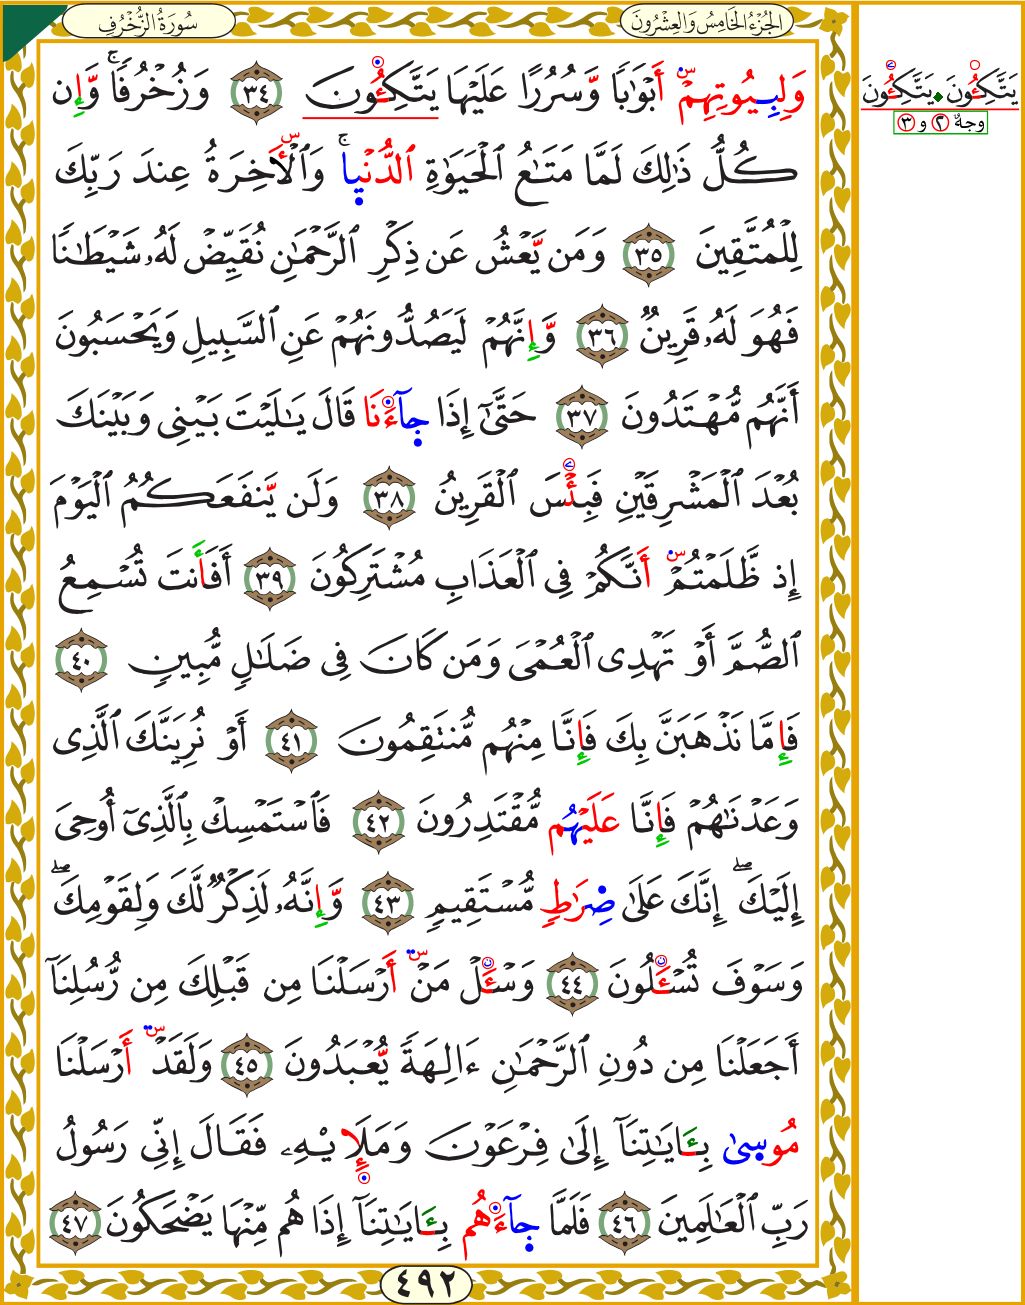 الجُزْءُ الخَامِسُ وَالعِشْرُونَ
سُورَةُ الزُّخْرُفِ
وَلِبِيُوتِهِمْ أَبْوَٰبًا وَّسُرُرًا عَلَيْهَا يَتَّكِـُٔونَ ٣٤ وَزُخْرُفًاۚ وَّإِن
كُلُّ ذَٰلِكَ لَمَّا مَتَـٰعُ ٱلْحَيَوٰةِ ٱلدُّنْيٜاۚ وَٱلْأَخِرَةُ عِندَ رَبِّكَ
لِلْمُتَّقِينَ ٣٥ وَمَن يَّعْشُ عَن ذِكْرِ ٱلرَّحْمَـٰنِ نُقَيِّضْ لَهُۥ شَيْطَـٰنًا
فَهُوَ لَهُۥ قَرِينٌ ٣٦ وَّإِنَّهُمْ لَيَصُدُّونَهُمْ عَنِ ٱلسَّبِيلِ وَيَحْسَبُونَ
أَنَّهُم مُّهْتَدُونَ ٣٧ حَتَّىٰٓ إِذَا جٜآءَنَا قَالَ يَـٰلَيْتَ بَيْنِى وَبَيْنَكَ
بُعْدَ ٱلْمَشْرِقَيْنِ فَبِئْسَ ٱلْقَرِينُ ٣٨ وَلَن يَّنفَعَكُمُ ٱلْيَوْمَ
إِذ ظَّلَمْتُمْ أَنَّكُمْ فِى ٱلْعَذَابِ مُشْتَرِكُونَ ٣٩ أَفَأَنتَ تُسْمِعُ
ٱلصُّمَّ أَوْ تَهْدِى ٱلْعُمْىَ وَمَن كَانَ فِى ضَلَـٰلٍ مُّبِينٍ ٤٠
فَإِمَّا نَذْهَبَنَّ بِكَ فَإِنَّا مِنْهُم مُّنتَقِمُونَ ٤١ أَوْ نُرِيَنَّكَ ٱلَّذِى
وَعَدْنَـٰهُمْ فَإِنَّا عَلَيْهُم مُّقْتَدِرُونَ ٤٢ فَٱسْتَمْسِكْ بِٱلَّذِىٓ أُوحِىَ
إِلَيْكَۖ إِنَّكَ عَلَىٰ صِرَٰطٍ مُّسْتَقِيمٍ ٤٣ وَّإِنَّهُۥ لَذِكْرٌ لَّكَ وَلِقَوْمِكَۖ
وَسَوْفَ تُسْـَٔلُونَ ٤٤ وَسْـَٔلْ مَنْ أَرْسَلْنَا مِن قَبْلِكَ مِن رُّسُلِنَآ
أَجَعَلْنَا مِن دُونِ ٱلرَّحْمَـٰنِ ءَالِهَةً يُّعْبَدُونَ ٤٥ وَلَقَدْ أَرْسَلْنَا
مُوسٜىٰ بِـَٔايَـٰتِنَآ إِلَىٰ فِرْعَوْنَ وَمَلَإِيْهِۦ فَقَالَ إِنِّى رَسُولُ
رَبِّ ٱلْعَـٰلَمِينَ ٤٦ فَلَمَّا جٜآءَهُم بِـَٔايَـٰتِنَآ إِذَا هُم مِّنْهَا يَضْحَكُونَ ٤٧
٤٩٢
يَتَّكِـُٔونَ يَتَّكِـُٔونَ
وجهٌ ٢ و ٣